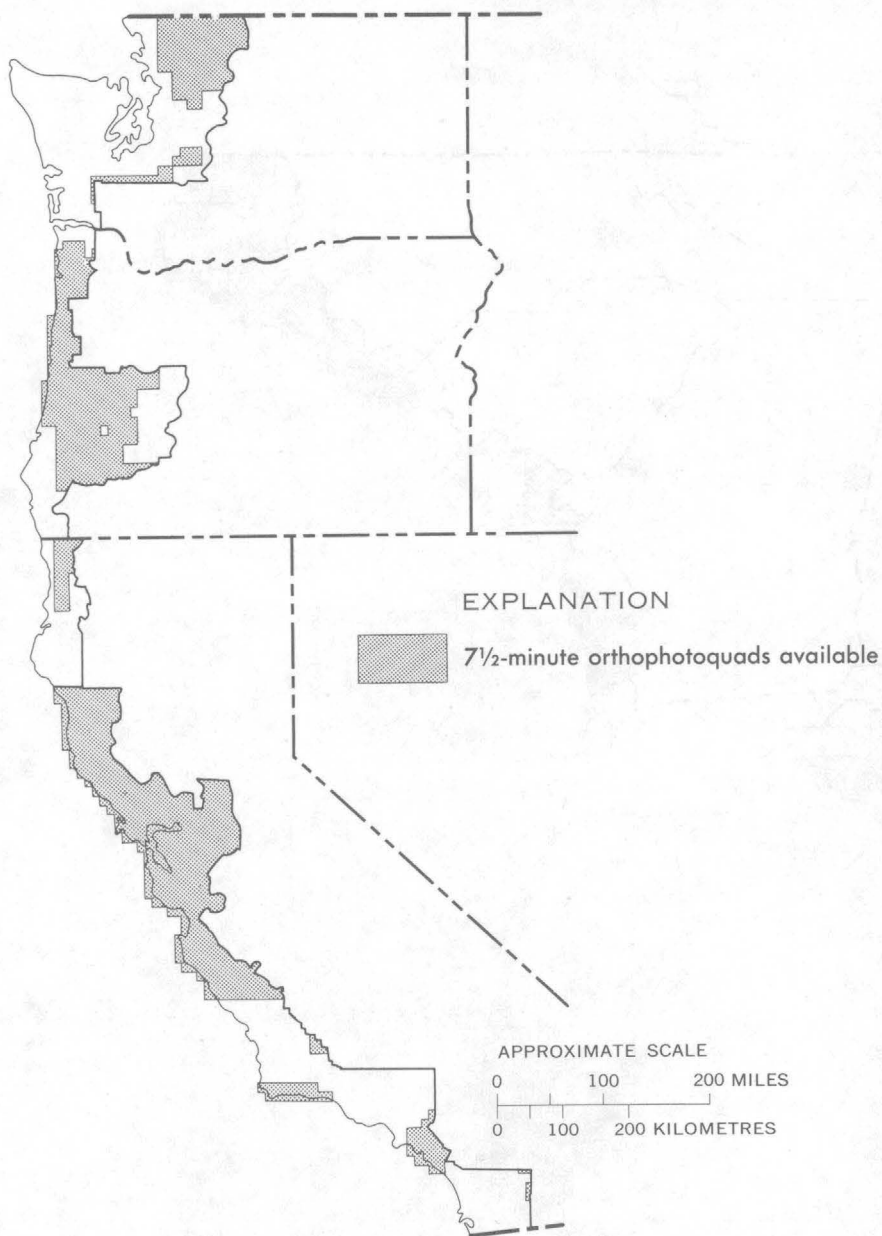 EXPLANATION
7½-minute orthophotoquads available
APPROXIMATE SCALE
0 100 200 MILES
0 100 200 KILOMETRES